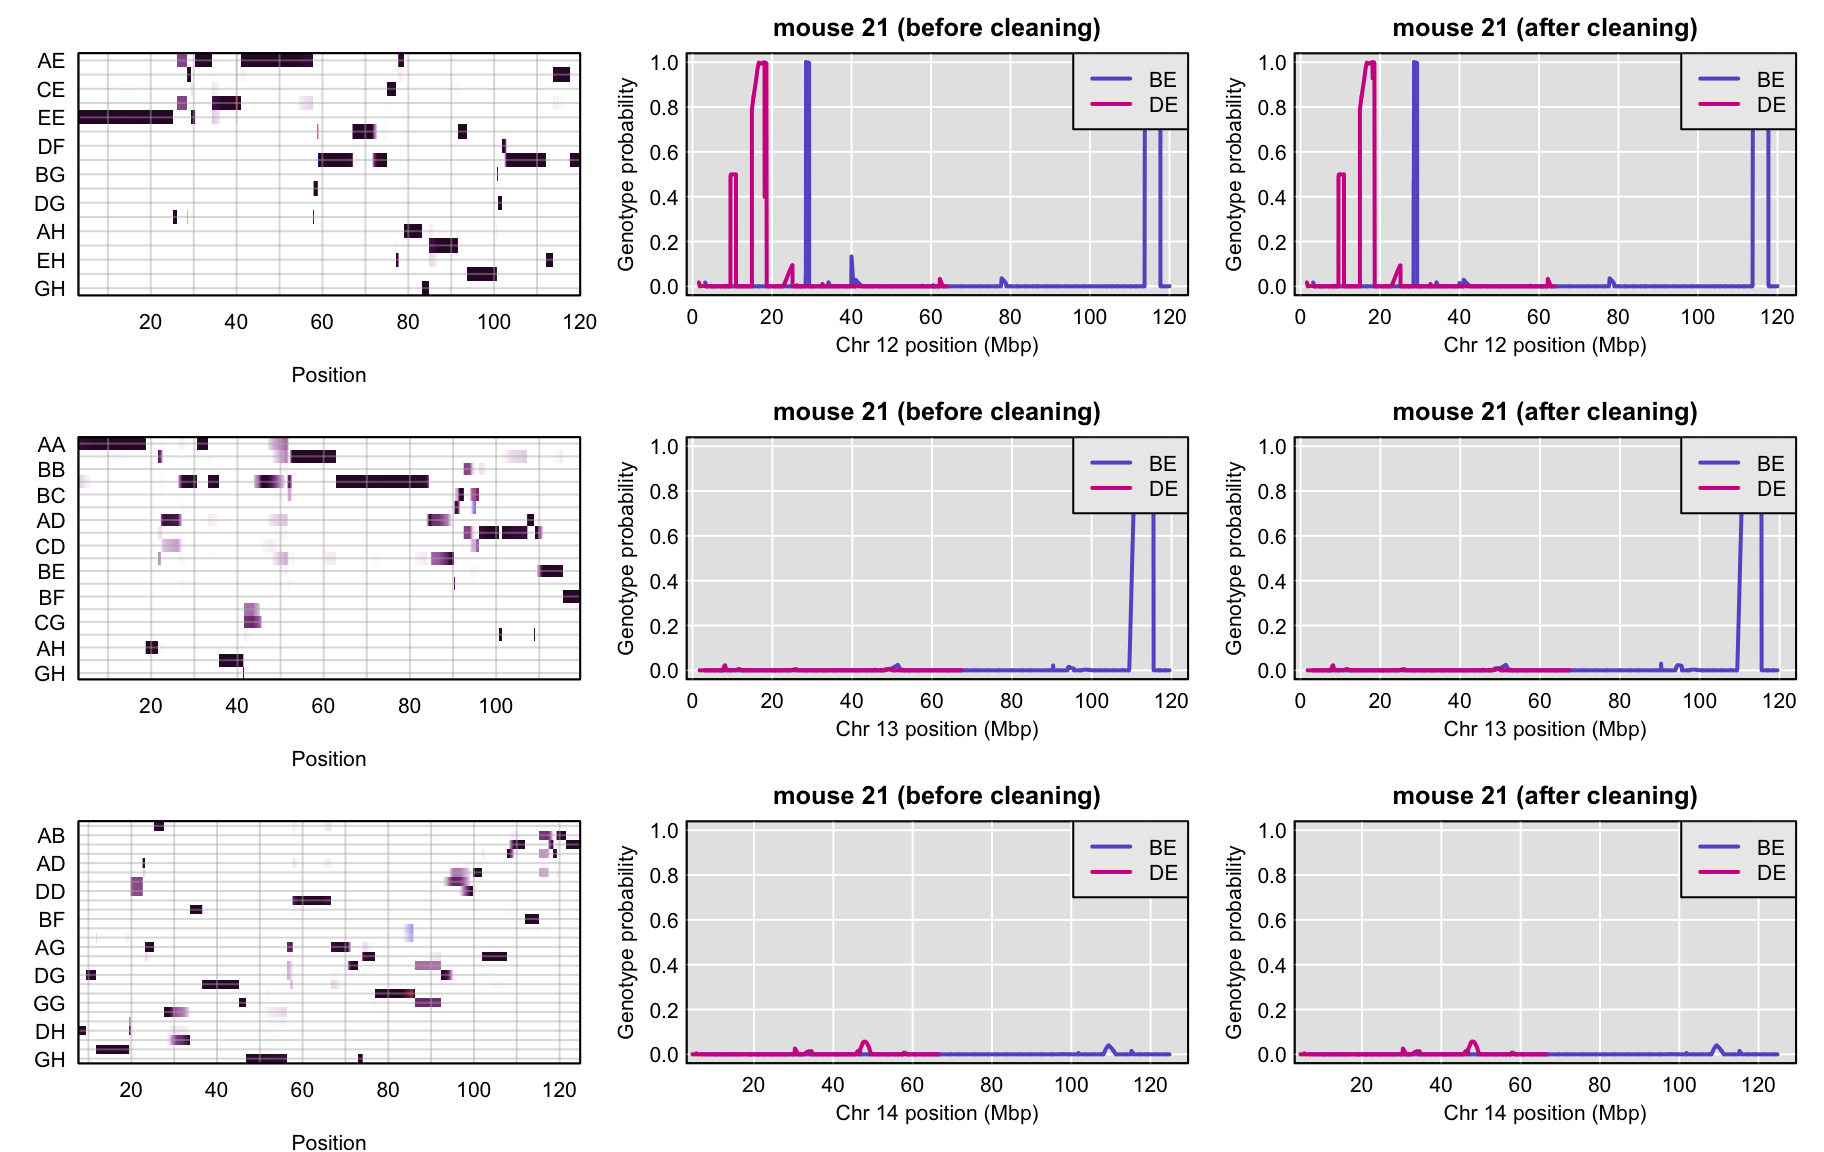 mouse 21 (before cleaning)
mouse 21 (after cleaning)
AE
CE
EE
DF
BG
DG
AH
EH
GH
20 40 60 80 100 120
Position
Genotype probability
1.0
0.8
0.6
0.4
0.2
0.0
BE
DE
0 20 40 60 80 100 120
Chr 12 position (Mbp)
Genotype probability
1.0
0.8
0.6
0.4
0.2
0.0
BE
DE
0 20 40 60 80 100 120
Chr 12 position (Mbp)
mouse 21 (before cleaning)
mouse 21 (after cleaning)
AA
BB
BC
AD
CD
BE
BF
CG
AH
GH
20 40 60 80 100
Position
Genotype probability
1.0
0.8
0.6
0.4
0.2
0.0
BE
DE
0 20 40 60 80 100 120
Chr 13 position (Mbp)
Genotype probability
1.0
0.8
0.6
0.4
0.2
0.0
BE
DE
0 20 40 60 80 100 120
Chr 13 position (Mbp)
mouse 21 (before cleaning)
mouse 21 (after cleaning)
AB
AD
DD
BF
AG
DG
GG
DH
GH
20 40 60 80 100 120
Position
Genotype probability
1.0
0.8
0.6
0.4
0.2
0.0
BE
DE
20 40 60 80 100 120
Chr 14 position (Mbp)
Genotype probability
1.0
0.8
0.6
0.4
0.2
0.0
BE
DE
20 40 60 80 100 120
Chr 14 position (Mbp)